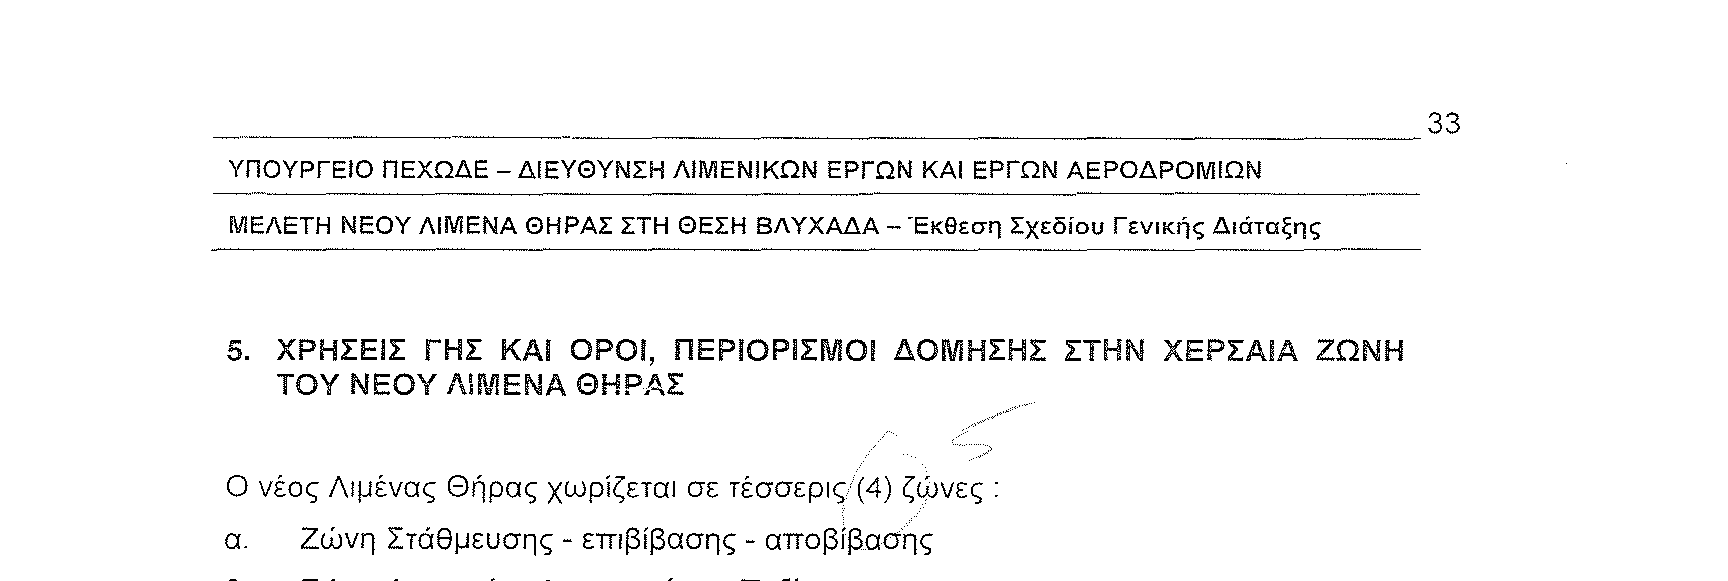 33
ΥΠΟΥΡΓΕΙΟ ΠΕΧΩΔΕ – ΔΙΕΥΘΥΝΣΗ ΛΙΜΕΝΙΚΩΝ ΕΡΓΩΝ ΚΑΙ ΕΡΓΩΝ ΑΕΡΟΔΡΟΜΙΩΝ
ΜΕΛΕΤΗ ΝΕΟΥ ΛΙΜΕΝΑ ΘΗΡΑΣ ΣΤΗ ΘΕΣΗ ΒΛΥΧΑΔΑ – Έκθεση Σχεδίου Γενικής Διάταξης
5. ΧΡΗΣΕΙΣ ΓΗΣ ΚΑΙ ΟΡΟΙ, ΠΕΡΙΟΡΙΣΜΟΙ ΔΟΜΗΣΗΣ ΣΤΗΝ ΧΕΡΣΑΙΑ ΖΩΝΗ
ΤΟΥ ΝΕΟΥ ΛΙΜΕΝΑ ΘΗΡΑΣ
Ο νέος Λιμένας Θήρας χωρίζεται σε τέσσερις (4) ζώνες :
α. Ζώνη Στάθμευσης - επιβίβασης - αποβίβασης